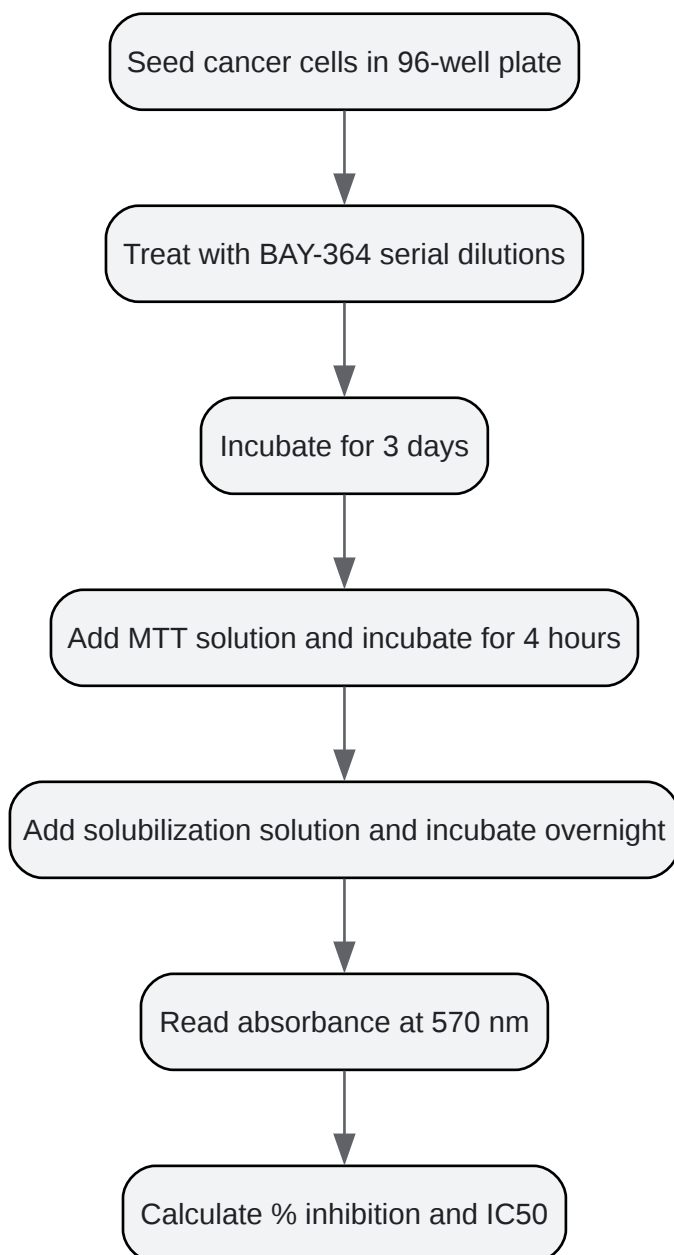 Seed cancer cells in 96-well plate
Treat with BAY-364 serial dilutions
Incubate for 3 days
Add MTT solution and incubate for 4 hours
Add solubilization solution and incubate overnight
Read absorbance at 570 nm
Calculate % inhibition and IC50